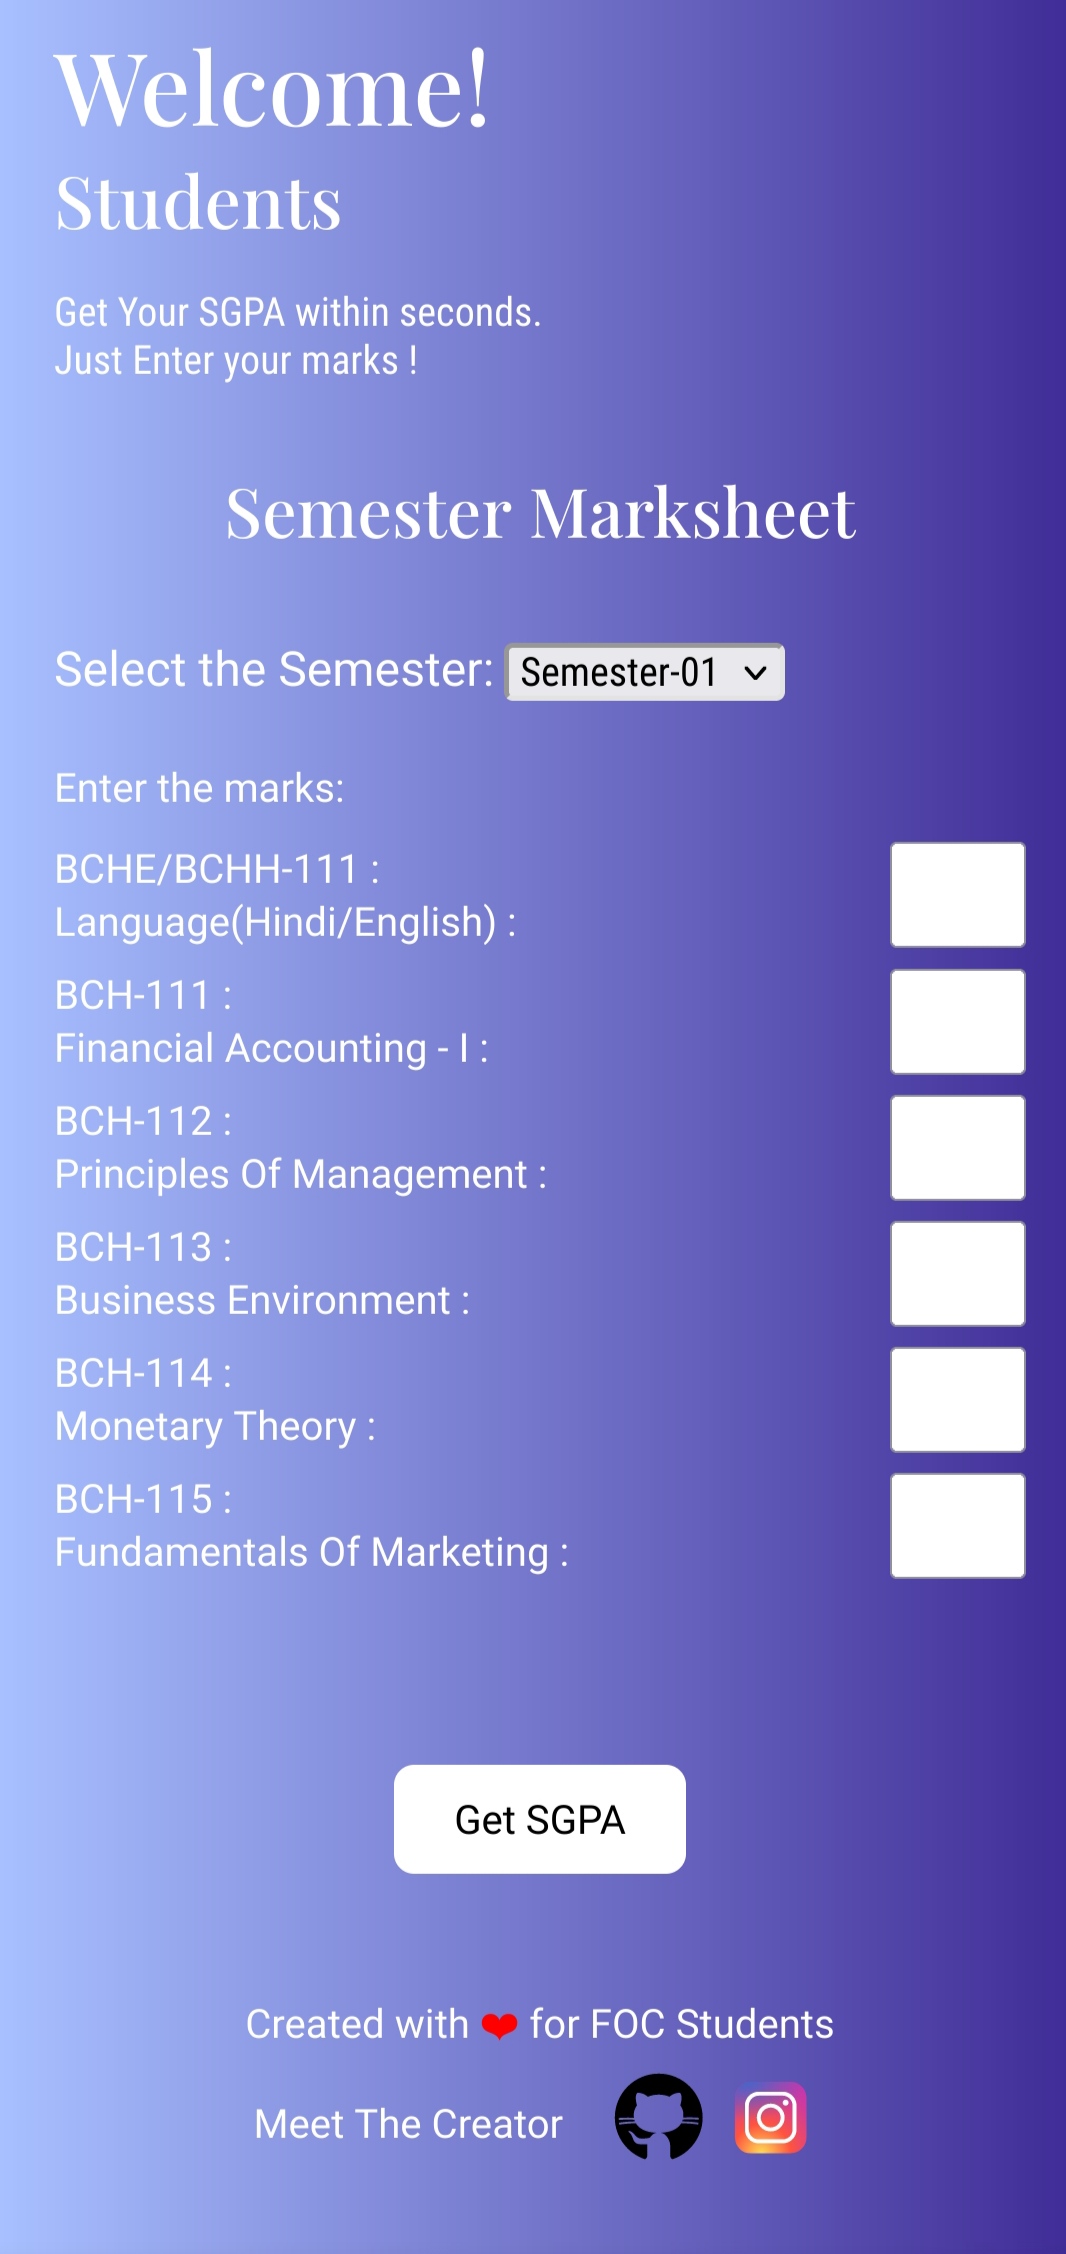 Welcome!
Students
Get Your SGPA within seconds.
Just Enter your marks !
Semester Marksheet
Select the Semester: Semester-01
Enter the marks:
BCHE/BCHH-111 :
Language(Hindi/English) :
BCH-111 :
Financial Accounting - I :
BCH-112 :
Principles Of Management :
BCH-113 :
Business Environment :
BCH-114 :
Monetary Theory :
BCH-115 :
Fundamentals Of Marketing :
Get SGPA
Created with ❤ for FOC Students
Meet The Creator